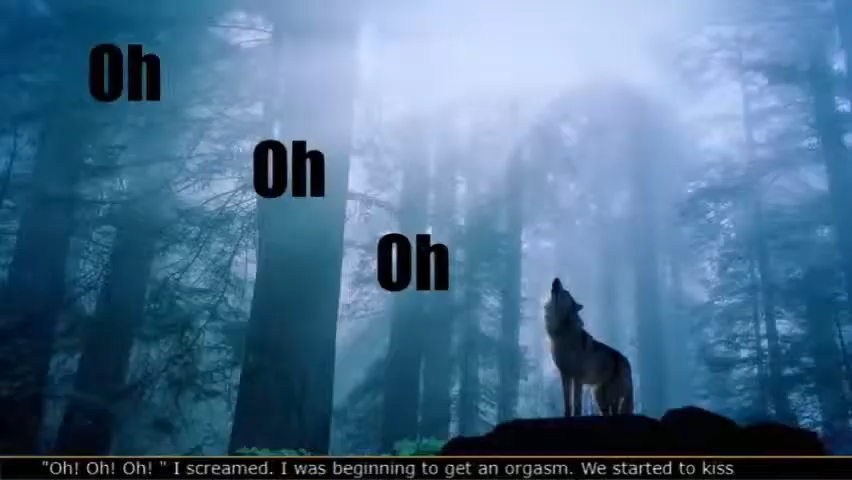 Oh
Oh
Oh
"Oh! Oh! Oh! " I screamed. I was beginning to get an orgasm. We started to kiss